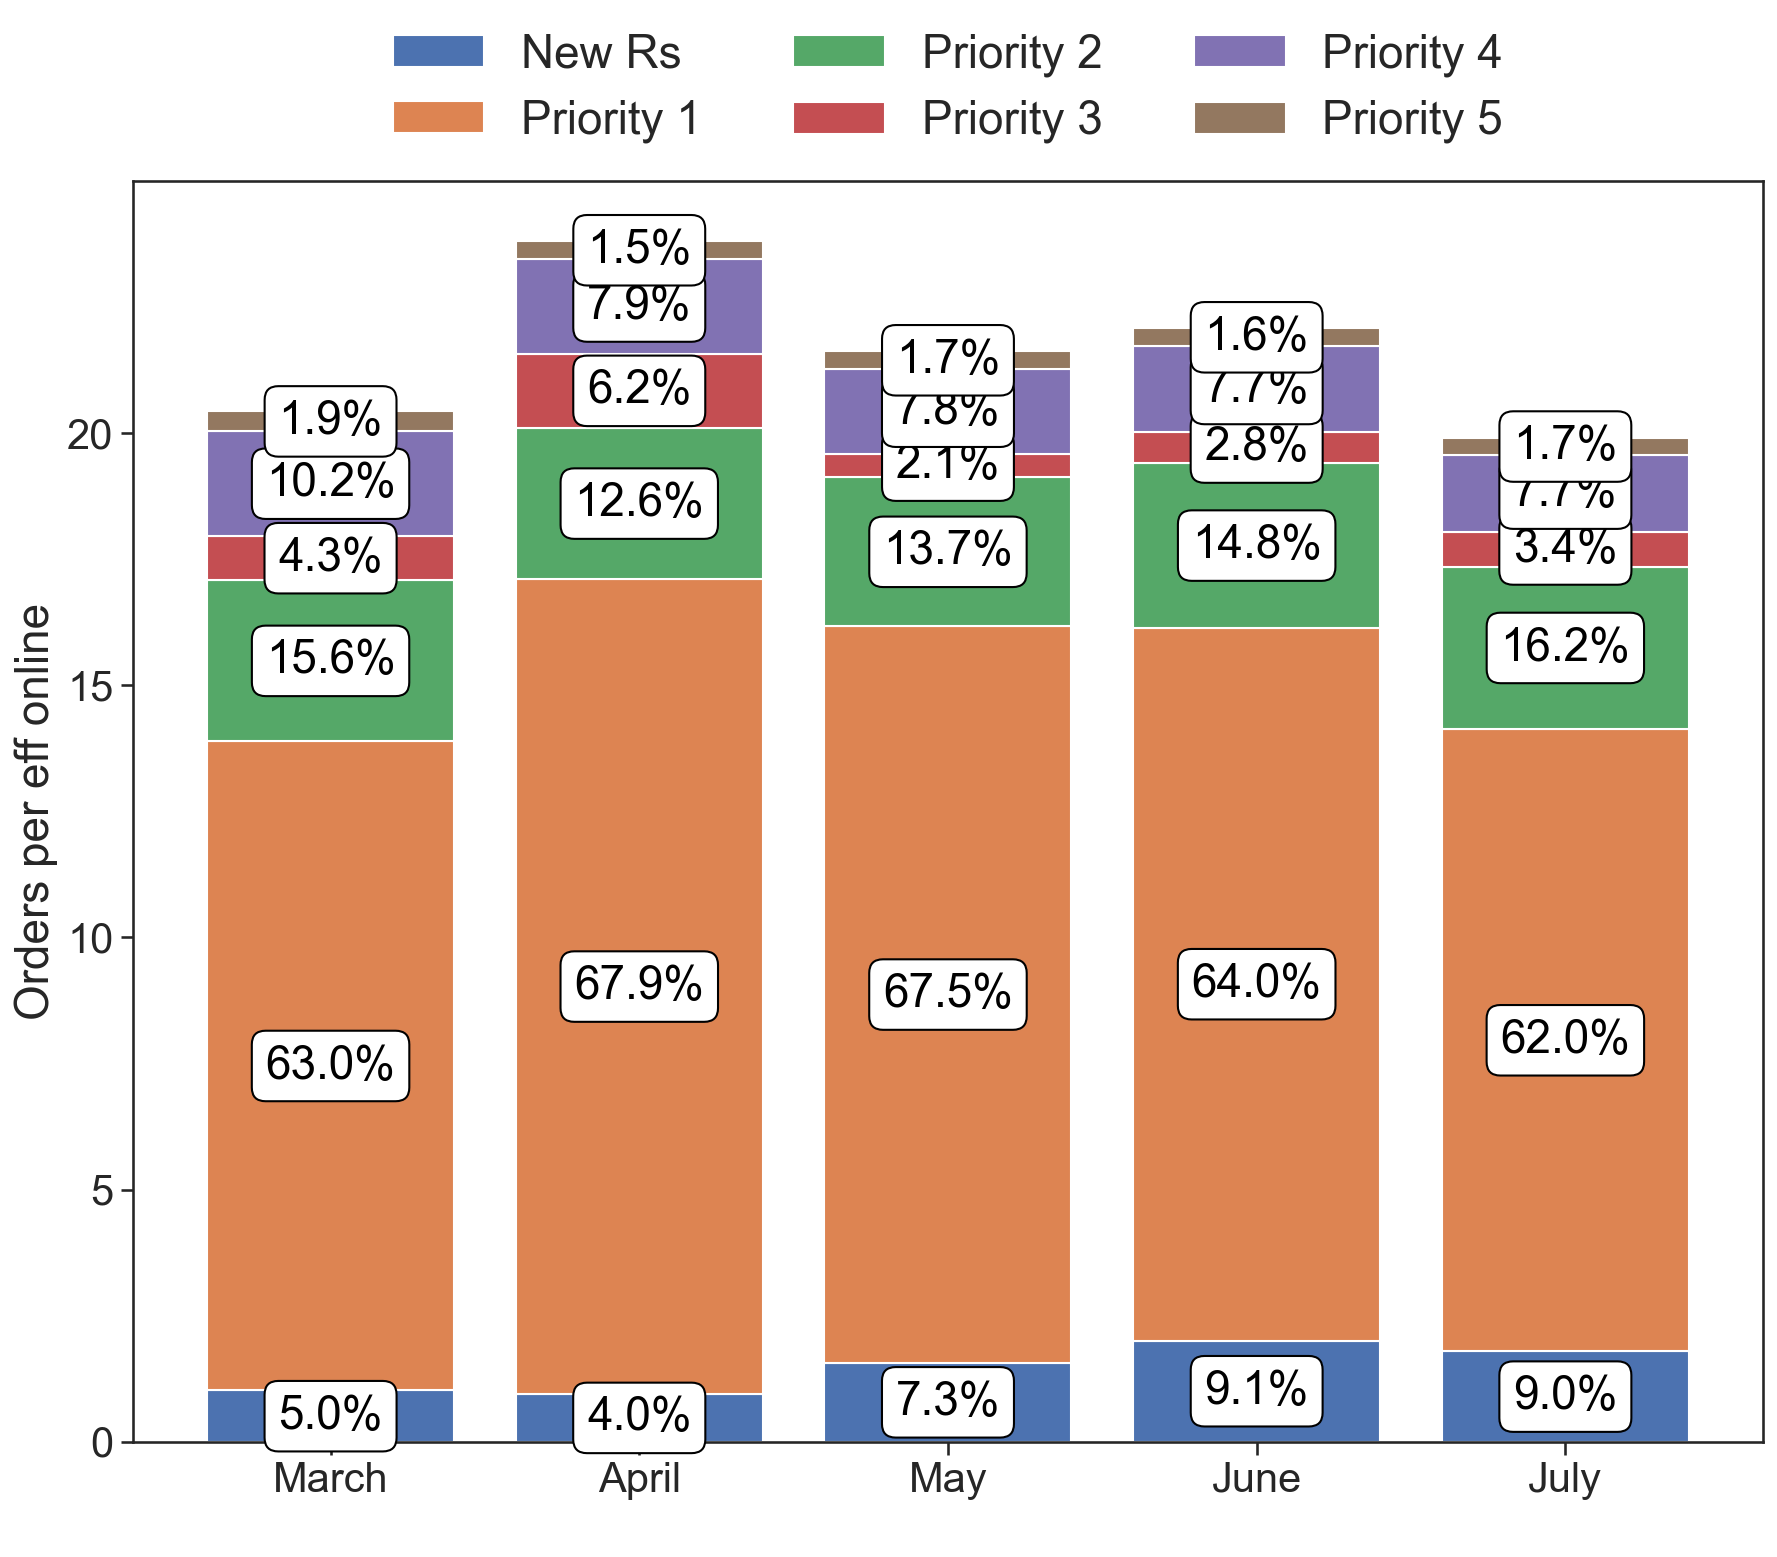 New Rs
Priority 1
Priority 2
Priority 3
Priority 4
Priority 5
Orders per eff online
20
15
10
5
0
1.9%
10.2%
4.3%
15.6%
63.0%
5.0%
1.5%
7.9%
6.2%
12.6%
67.9%
4.0%
1.7%
7.8%
2.1%
13.7%
67.5%
7.3%
1.6%
7.7%
2.8%
14.8%
64.0%
9.1%
1.7%
7.7%
3.4%
16.2%
62.0%
9.0%
March
April
May
June
July